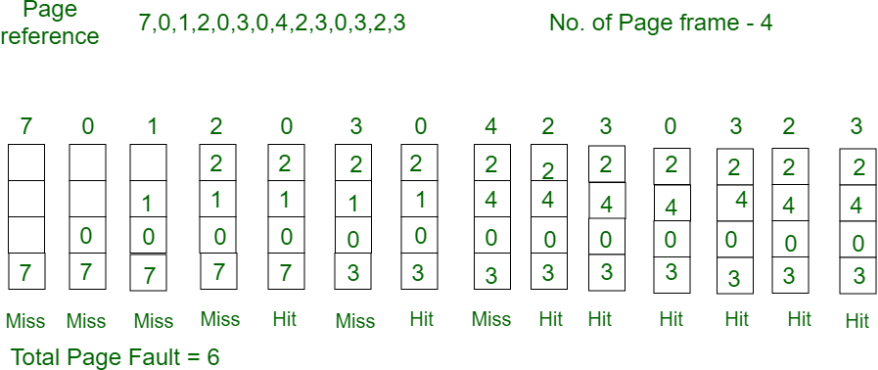 Page
reference
7,0,1,2,0,3,0,4,2,3,0,3,2,3
No. of Page frame - 4
7 0 1 2 0 3 0 4 2 3 0 3 2 3
2 2 2 2 2 2 2 2 2 2 2
1 1 1 1 1 4 4 4 4 4 4 4
0 0 0 0 0 0 0 0 0 0 0 0 0
7 7 7 7 7 3 3 3 3 3 3 3 3 3
Miss Miss Miss Miss Hit Miss Hit Miss Hit Hit Hit Hit Hit Hit
Total Page Fault = 6